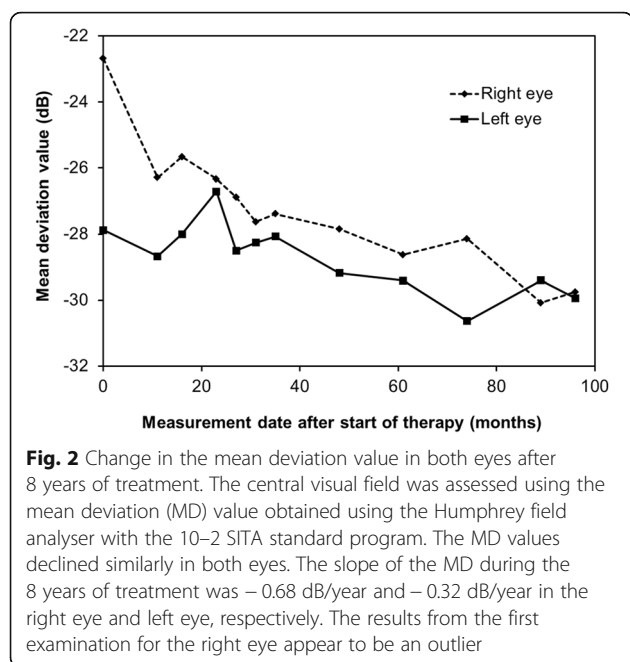 -22
-24
-26
-28
-30
-32
Mean deviation value (dB)
Right eye
Left eye
0
20
40
60
80
100
Measurement date after start of therapy (months)
Fig. 2 Change in the mean deviation value in both eyes after
8 years of treatment. The central visual field was assessed using the
mean deviation (MD) value obtained using the Humphrey field
analyser with the 10–2 SITA standard program. The MD values
declined similarly in both eyes. The slope of the MD during the
8 years of treatment was − 0.68 dB/year and − 0.32 dB/year in the
right eye and left eye, respectively. The results from the first
examination for the right eye appear to be an outlier